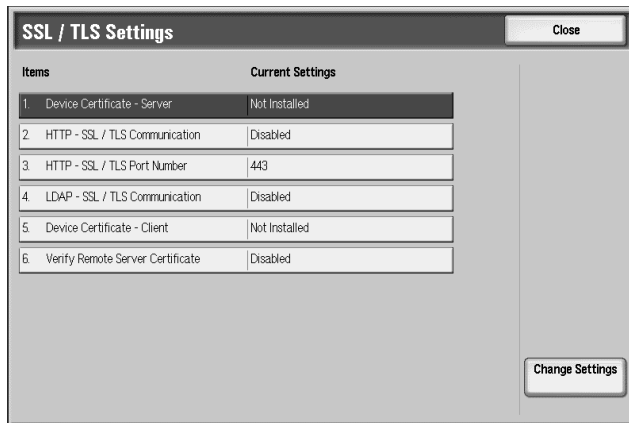 SSL / TLS Settings
Close
Items Current Settings
1. Device Certificate - Server Not Installed
2. HTTP - SSL / TLS Communication Disabled
3. HTTP - SSL / TLS Port Number 443
4. LDAP - SSL / TLS Communication Disabled
5. Device Certificate - Client Not Installed
6. Verify Remote Server Certificate Disabled
Change Settings